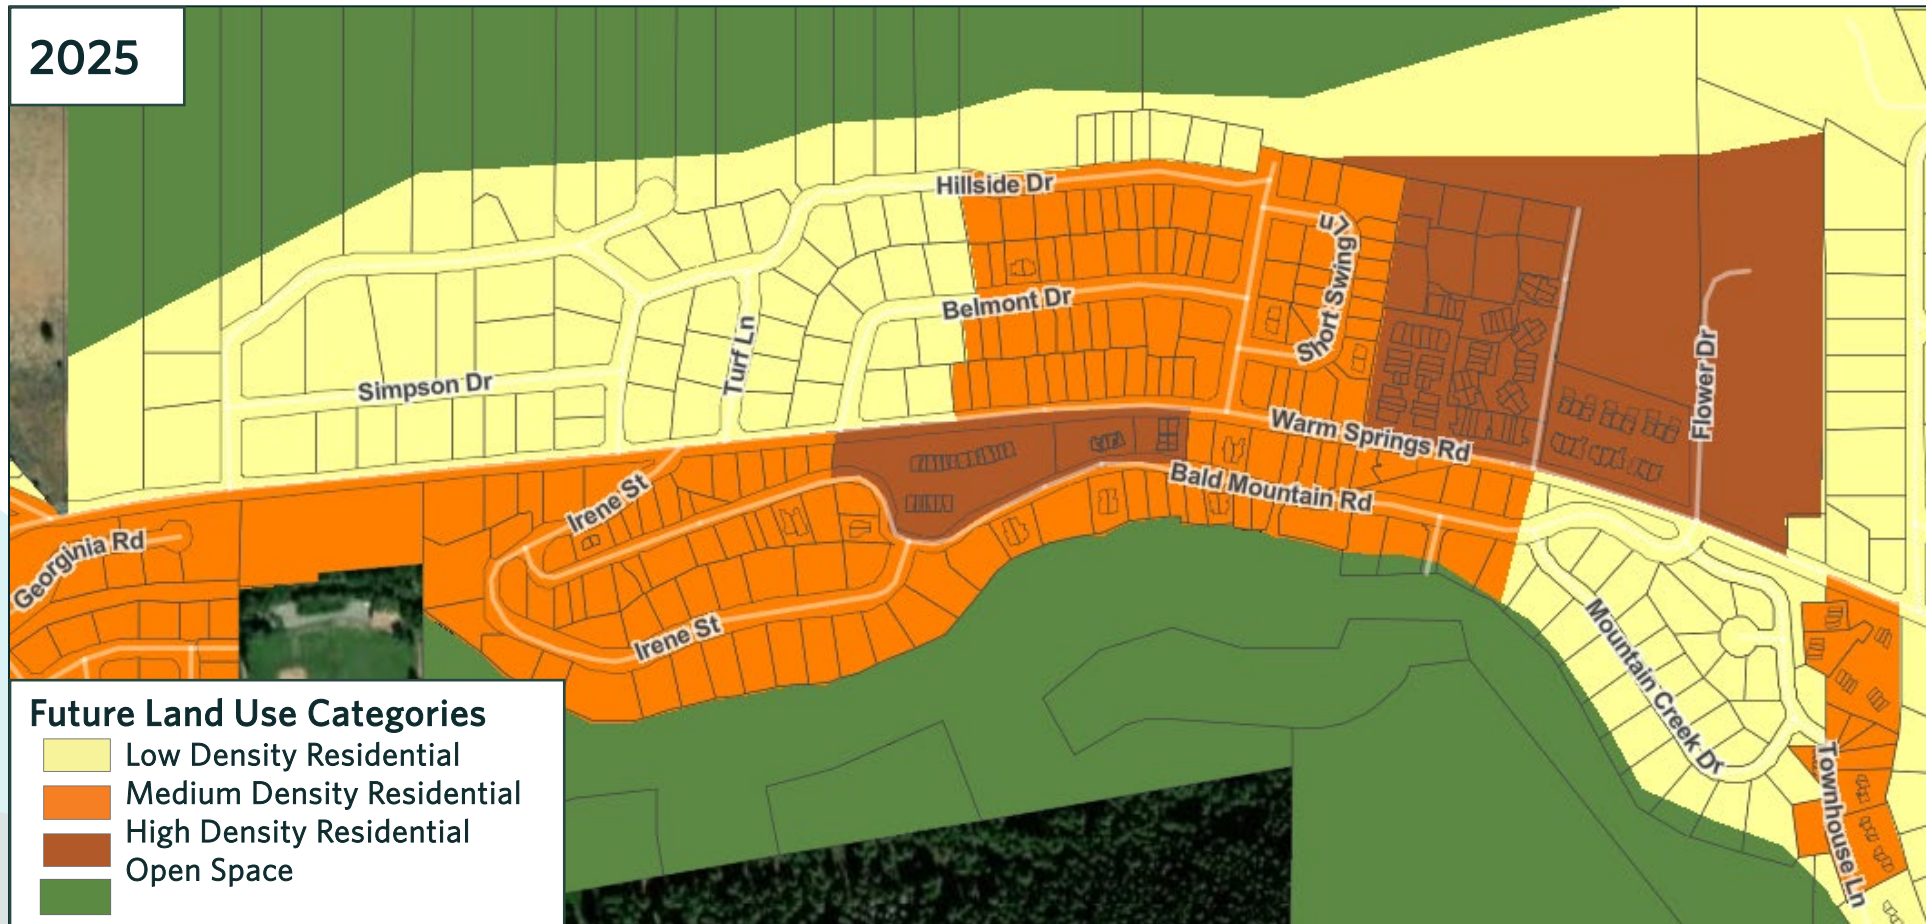 2025
Hillside Dr
Short Swing Ln
Belmont Dr
Turf Ln
Simpson Dr
Flower Dr
Warm Springs Rd
Bald Mountain Rd
Irene St
Georginia Rd
Irene St
Mountain Creek Dr
Townhouse Ln
Future Land Use Categories
Low Density Residential
Medium Density Residential
High Density Residential
Open Space